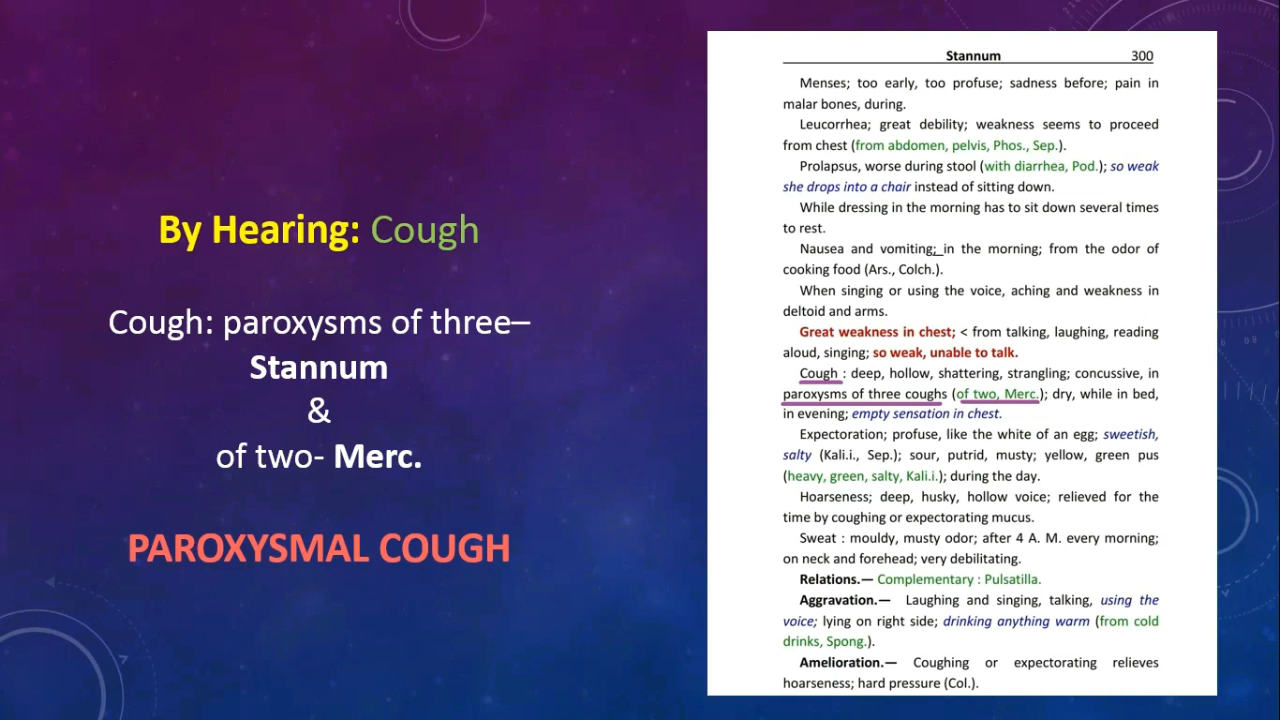 By Hearing: Cough
Cough: paroxysms of three–
Stannum
&
of two- Merc.
PAROXYSMAL COUGH
Stannum 300
Menses; too early, too profuse; sadness before; pain in
malar bones, during.
Leucorrhea; great debility; weakness seems to proceed
from chest (from abdomen, pelvis, Phos., Sep.).
Prolapsus, worse during stool (with diarrhea, Pod.); so weak
she drops into a chair instead of sitting down.
While dressing in the morning has to sit down several times
to rest.
Nausea and vomiting; in the morning; from the odor of
cooking food (Ars., Colch.).
When singing or using the voice, aching and weakness in
deltoid and arms.
Great weakness in chest; < from talking, laughing, reading
aloud, singing; so weak, unable to talk.
Cough : deep, hollow, shattering, strangling; concussive, in
paroxysms of three coughs (of two, Merc.); dry, while in bed,
in evening; empty sensation in chest.
Expectoration; profuse, like the white of an egg; sweetish,
salty (Kali.i., Sep.); sour, putrid, musty; yellow, green pus
(heavy, green, salty, Kali.i.); during the day.
Hoarseness; deep, husky, hollow voice; relieved for the
time by coughing or expectorating mucus.
Sweat : mouldy, musty odor; after 4 A. M. every morning;
on neck and forehead; very debilitating.
Relations.— Complementary : Pulsatilla.
Aggravation.— Laughing and singing, talking, using the
voice; lying on right side; drinking anything warm (from cold
drinks, Spong.).
Amelioration.— Coughing or expectorating relieves
hoarseness; hard pressure (Col.).